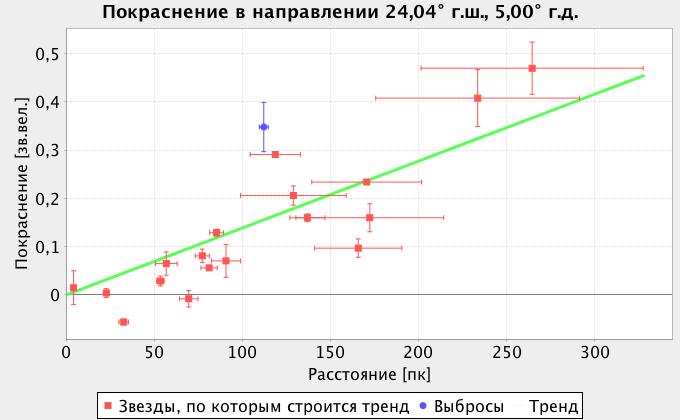 Покраснение в направлении 24,04° г.ш., 5,00° г.д.
Покраснение [зв.вел.]
0,5
0,4
0,3
0,2
0,1
0
0 50 100 150 200 250 300
Расстояние [пк]
Звезды, по которым строится тренд Выбросы Тренд